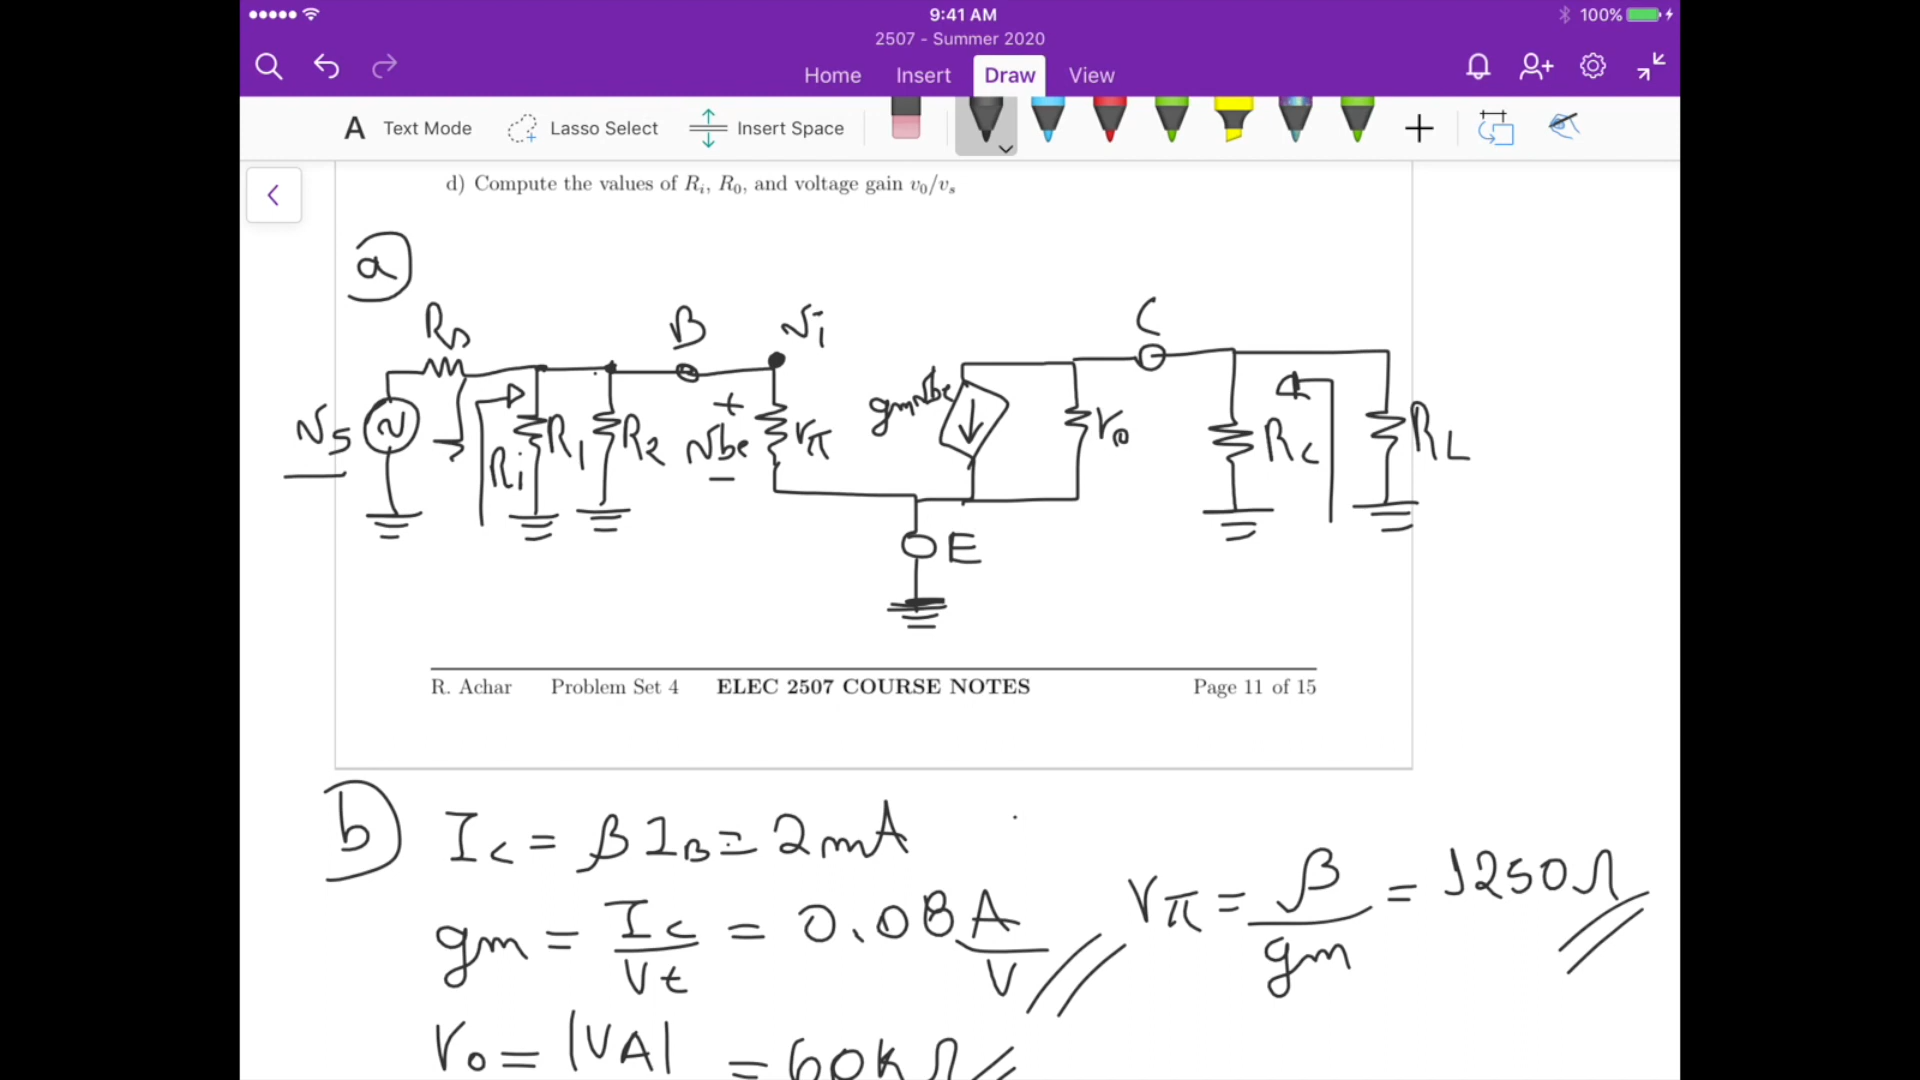 9:41 AM
100%
2507 - Summer 2020
Home Insert Draw View
A Text Mode Lasso Select Insert Space
d) Compute the values of Ri, R0, and voltage gain v0/vs
a)
Rs B vi C
vs Ri R1 R2 + vbe - rπ gmvbe ro RC RL
E
R. Achar Problem Set 4 ELEC 2507 COURSE NOTES Page 11 of 15
b) IC = βIB = 2mA
gm = IC/Vt = 0.08 A/V rπ = β/gm = 1250Ω
ro = |VA| = 60kΩ